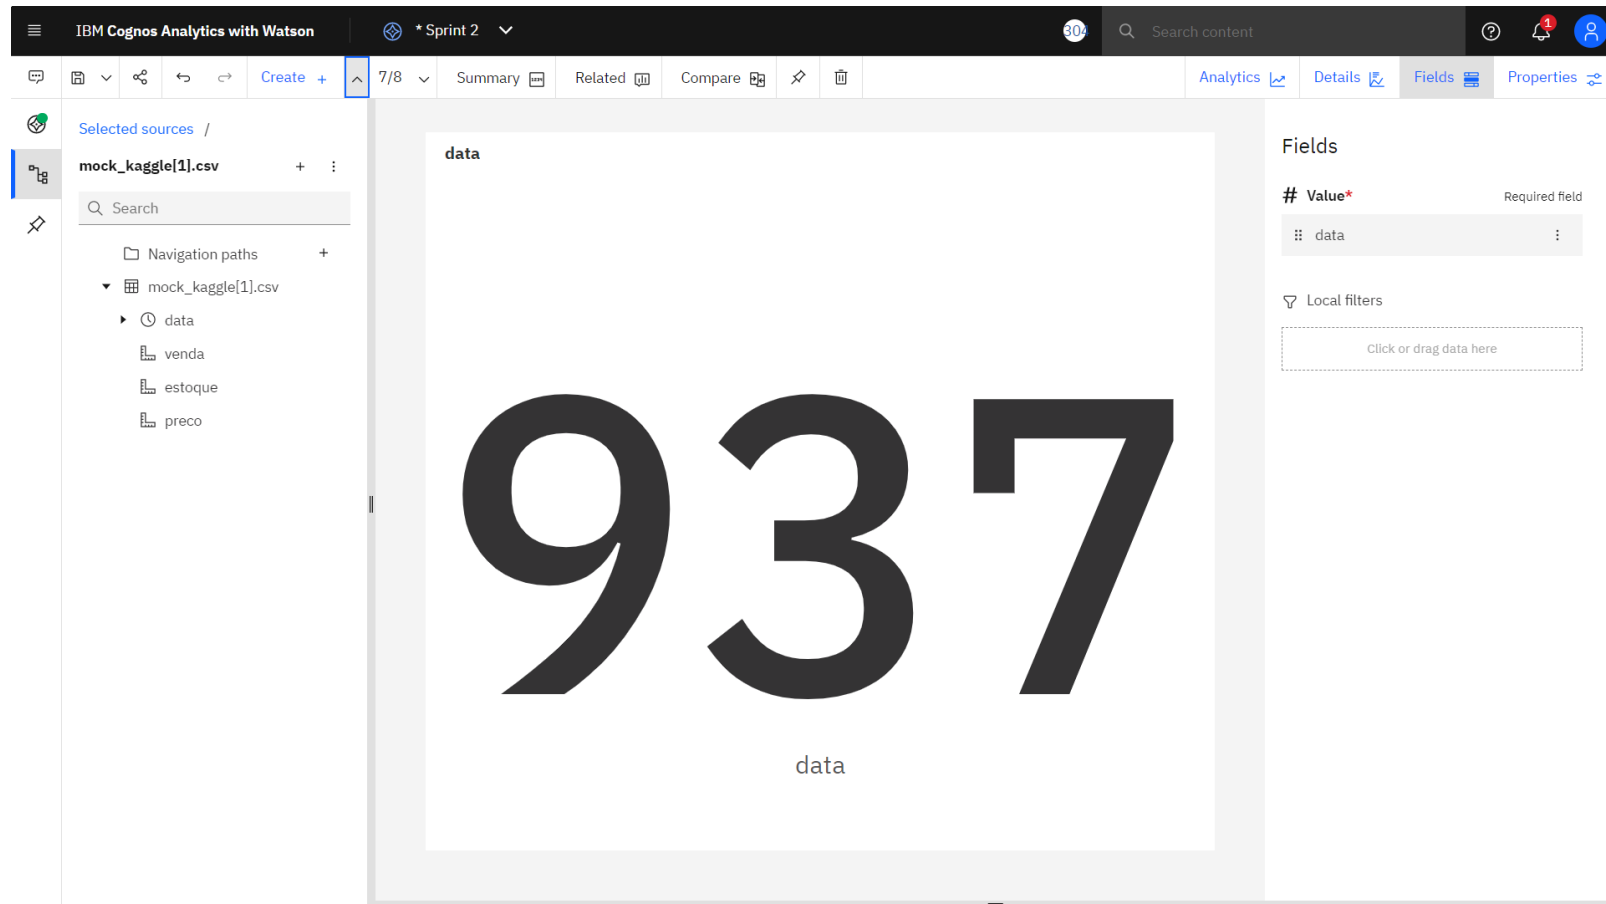 IBM Cognos Analytics with Watson
* Sprint 2
304
Search content
1
Create +
7/8
Summary
Related
Compare
Analytics
Details
Fields
Properties
Selected sources /
mock_kaggle[1].csv
Search
Navigation paths
mock_kaggle[1].csv
data
venda
estoque
preco
data
937
data
Fields
# Value*
Required field
data
Local filters
Click or drag data here